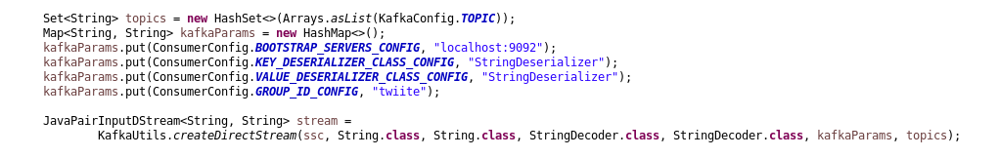 Set<String> topics = new HashSet<>(Arrays.asList(KafkaConfig.TOPIC));
Map<String, String> kafkaParams = new HashMap<>();
kafkaParams.put(ConsumerConfig.BOOTSTRAP_SERVERS_CONFIG, "localhost:9092");
kafkaParams.put(ConsumerConfig.KEY_DESERIALIZER_CLASS_CONFIG, "StringDeserializer");
kafkaParams.put(ConsumerConfig.VALUE_DESERIALIZER_CLASS_CONFIG, "StringDeserializer");
kafkaParams.put(ConsumerConfig.GROUP_ID_CONFIG, "twiite");
JavaPairInputDStream<String, String> stream =
KafkaUtils.createDirectStream(ssc, String.class, String.class, StringDecoder.class, StringDecoder.class, kafkaParams, topics);